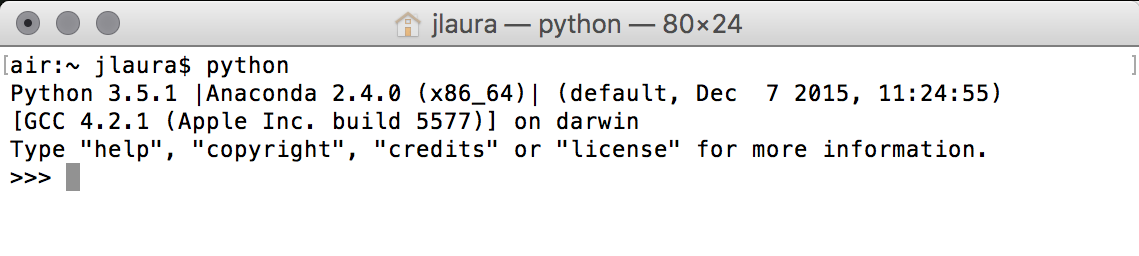 jlaura — python — 80×24
[air:~ jlaura$ python ]
Python 3.5.1 |Anaconda 2.4.0 (x86_64)| (default, Dec  7 2015, 11:24:55)
[GCC 4.2.1 (Apple Inc. build 5577)] on darwin
Type "help", "copyright", "credits" or "license" for more information.
>>>